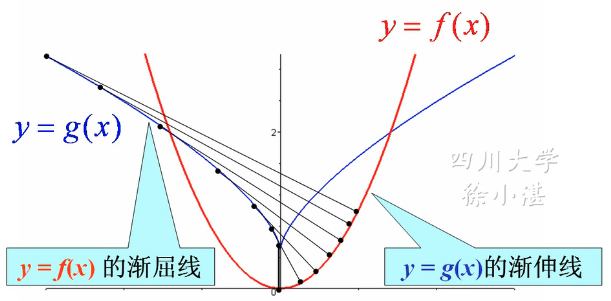 y = f(x)
y = g(x)
2
四川大学
徐小湛
y = f(x) 的渐屈线
y = g(x)的渐伸线
0